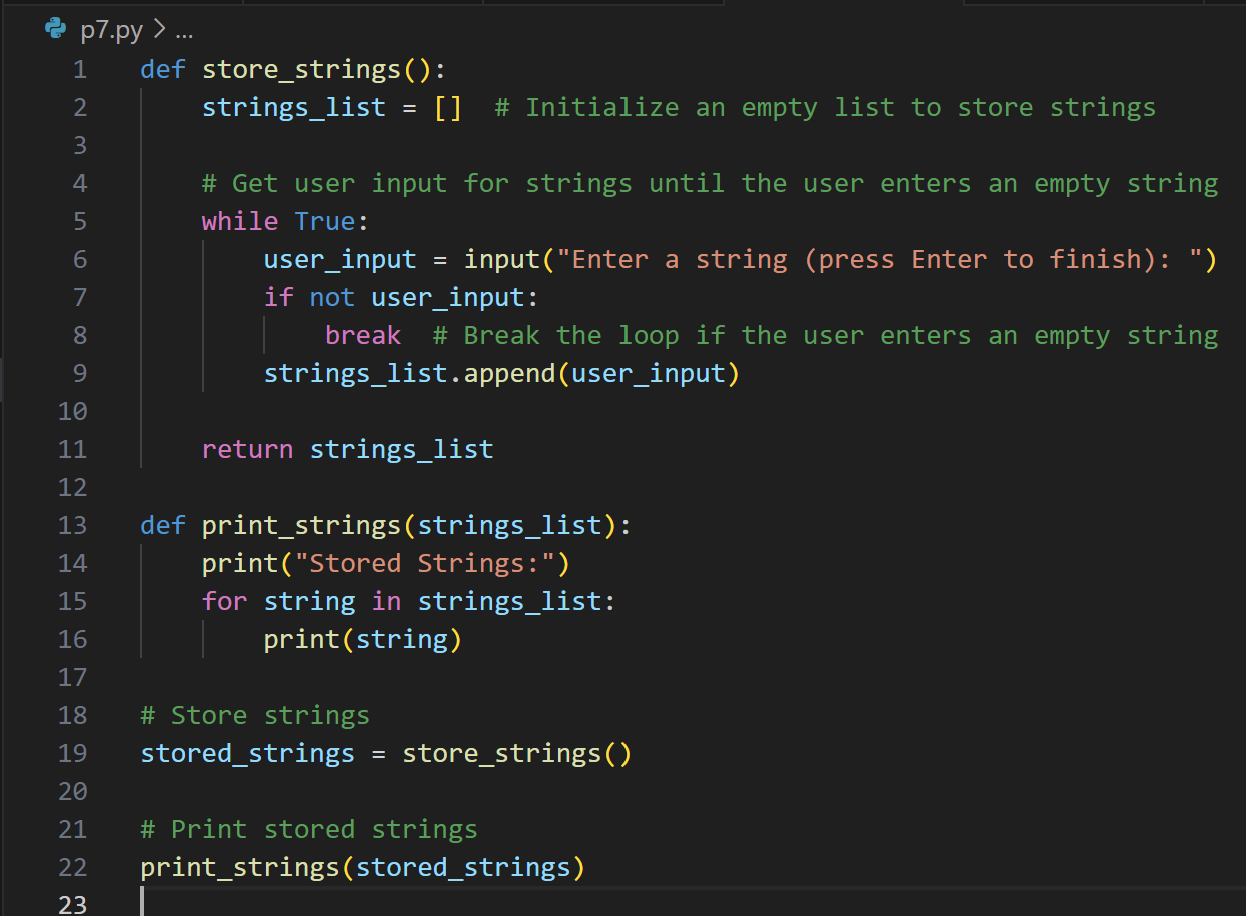 p7.py > ...
1 def store_strings():
2     strings_list = []  # Initialize an empty list to store strings
3
4     # Get user input for strings until the user enters an empty string
5     while True:
6         user_input = input("Enter a string (press Enter to finish): ")
7         if not user_input:
8             break  # Break the loop if the user enters an empty string
9         strings_list.append(user_input)
10
11     return strings_list
12
13 def print_strings(strings_list):
14     print("Stored Strings:")
15     for string in strings_list:
16         print(string)
17
18 # Store strings
19 stored_strings = store_strings()
20
21 # Print stored strings
22 print_strings(stored_strings)
23